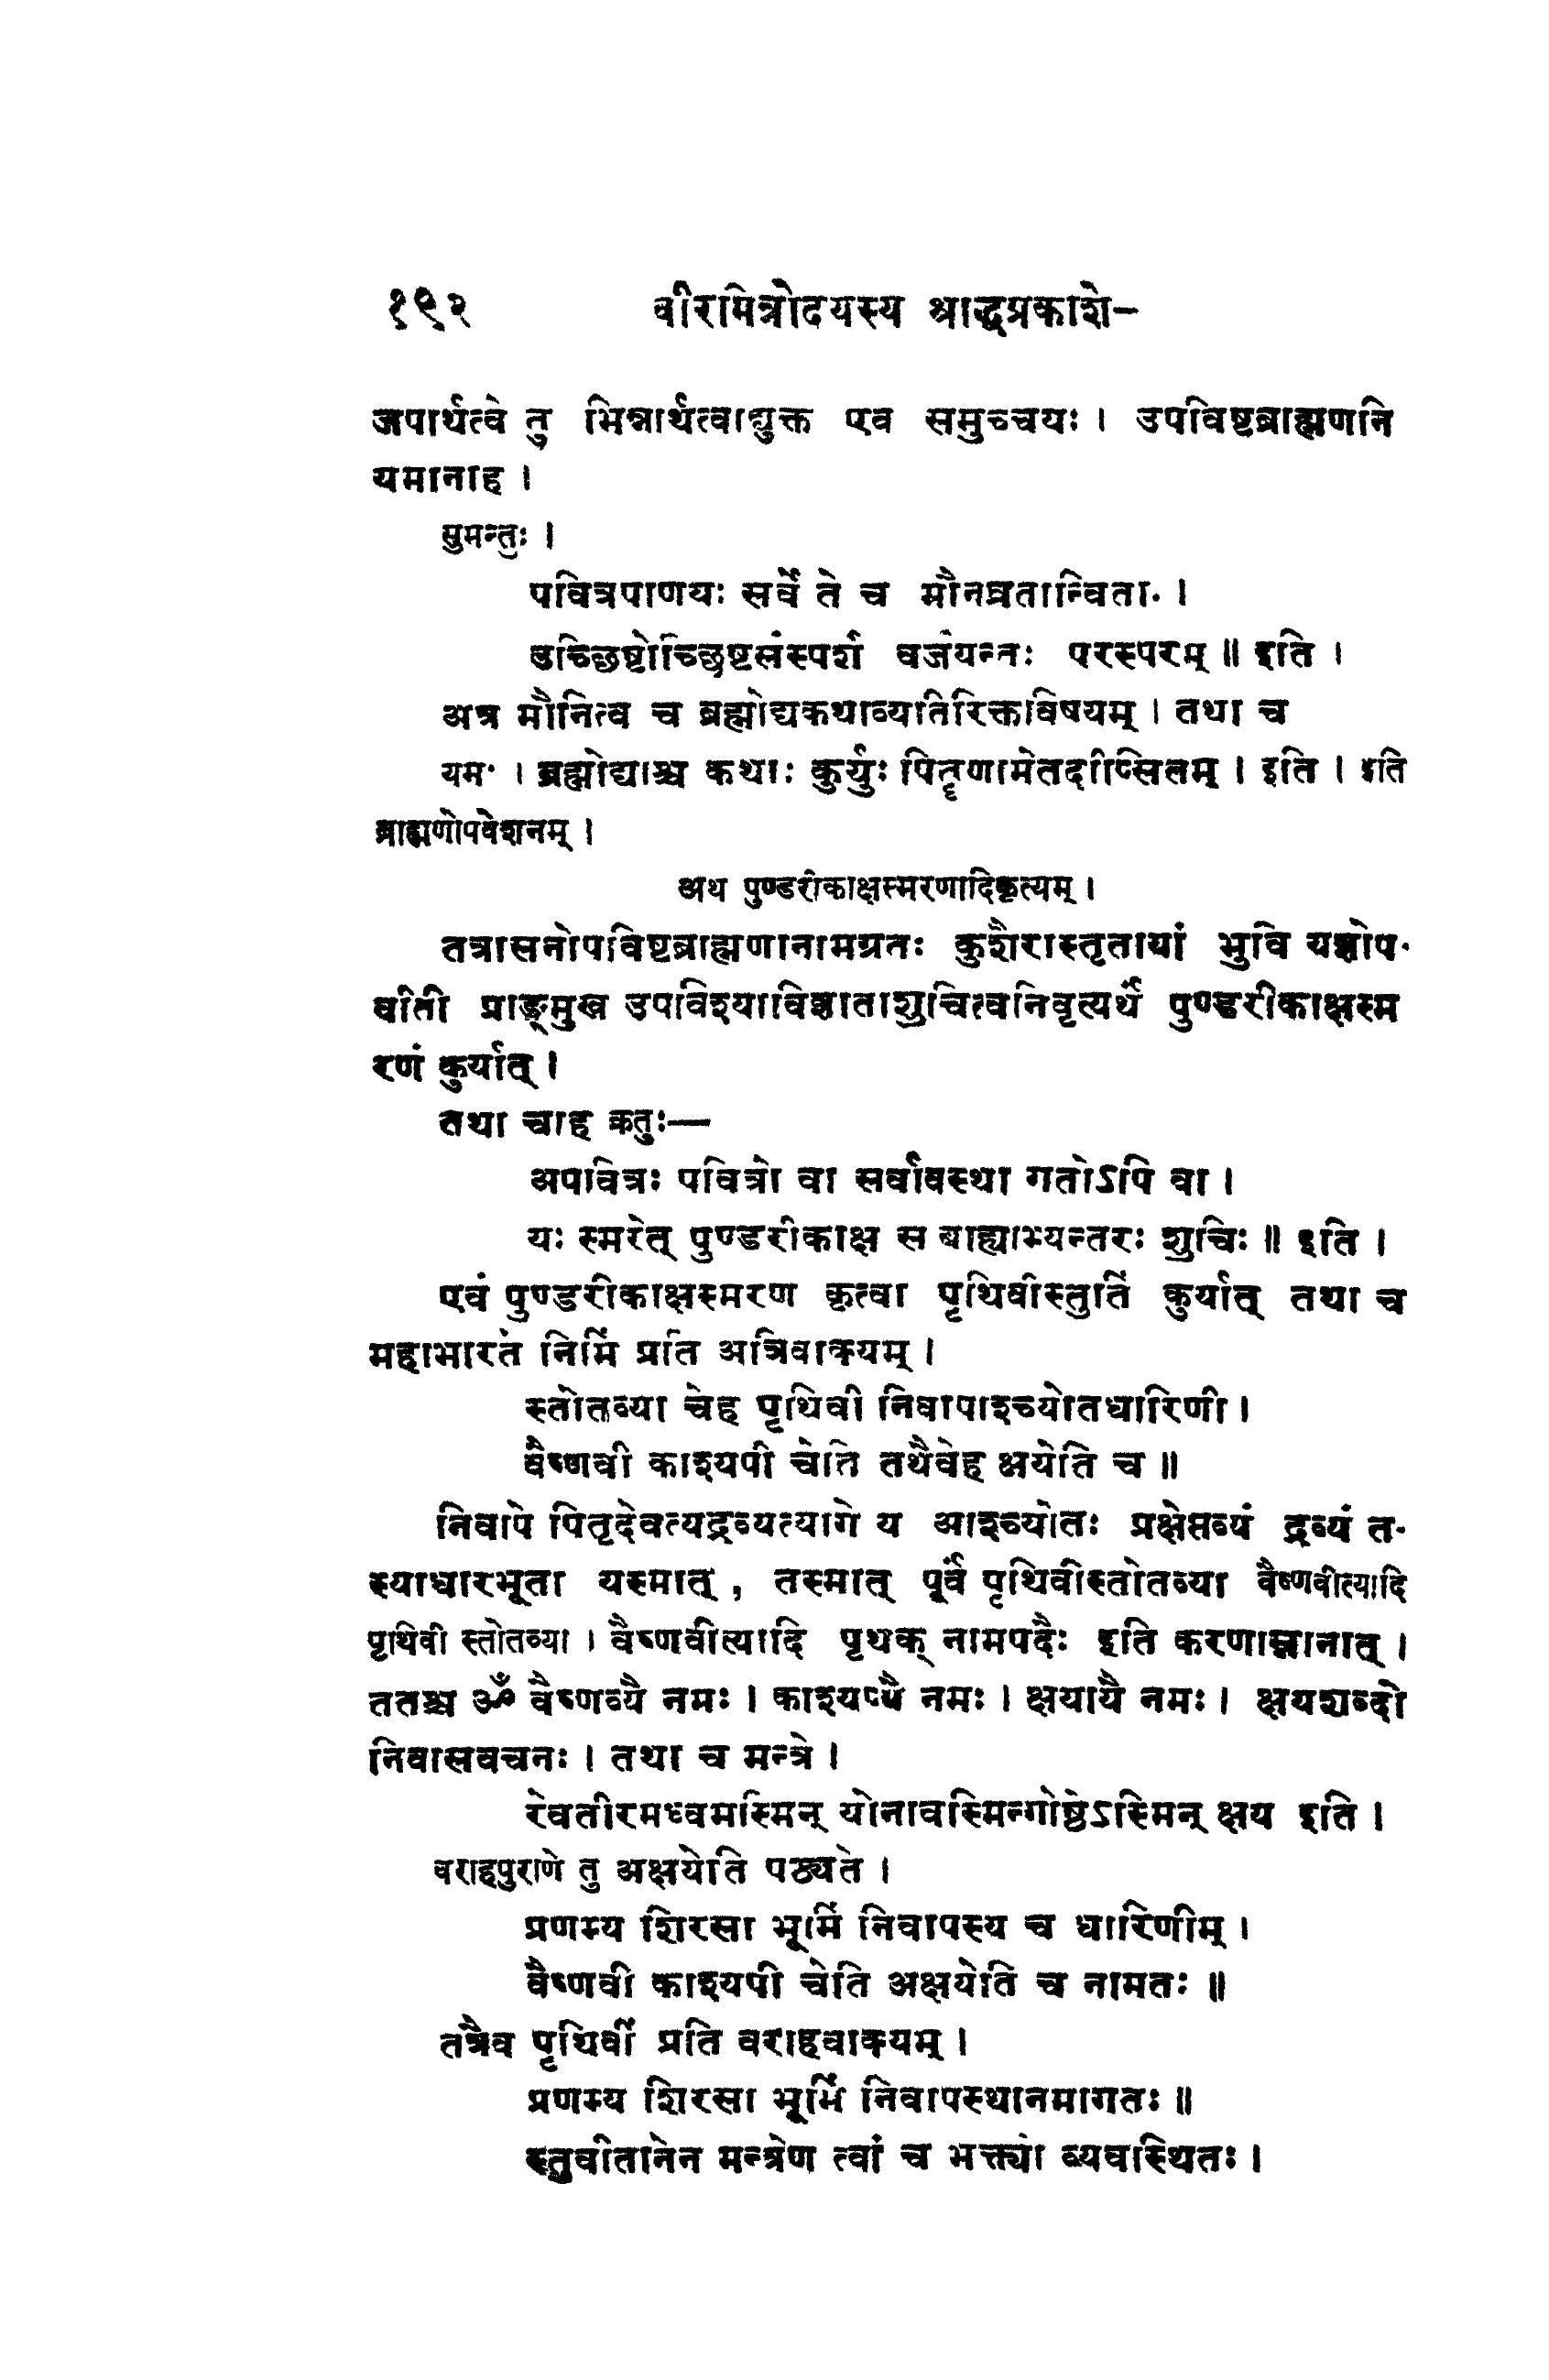 १९२ वीरमित्रोदयस्य श्राद्धप्रकाशे-
जपार्थत्वे तु भिन्नार्थत्वाद्युक्त एव समुच्चयः । उपविष्टब्राह्मणनि
यमानाह ।
सुमन्तुः ।
पवित्रपाणयः सर्वे ते च मौनव्रतान्विता. ।
उच्छिष्टोच्छिष्टसंस्पर्श वर्जयन्तः परस्परम् ॥ इति ।
अत्र मौनित्व च ब्रह्मोद्यकथाव्यतिरिक्तविषयम् । तथा च
यम. । ब्रह्मोद्याश्च कथाः कुर्युः पितॄणामेतदीप्सितम् । इति । इति
ब्राह्मणोपवेशनम् ।
अथ पुण्डरीकाक्षस्मरणादिकृत्यम् ।
तत्रासनोपविष्टब्राह्मणानामग्रतः कुशैरास्तृतायां भुवि यज्ञोप.
वीती प्राङ्मुख उपविश्याविज्ञाताशुचित्वनिवृत्यर्थं पुण्डरीकाक्षस्म
रणं कुर्यात् ।
तथा चाह क्रतुः—
अपवित्रः पवित्रो वा सर्वावस्था गतोऽपि वा ।
यः स्मरेत् पुण्डरीकाक्ष स बाह्याभ्यन्तरः शुचिः ॥ इति ।
एवं पुण्डरीकाक्षस्मरण कृत्वा पृथिवीस्तुतिं कुर्यात् तथा च
महाभारतं निमिं प्रति अत्रिवाक्यम् ।
स्तोतव्या चेह पृथिवी निवापाश्च्योतधारिणी ।
वैष्णवी काश्यपी चेति तथैवेह क्षयेति च ॥
निवापे पितृदेवत्यद्रव्यत्यागे य आश्च्योतः प्रक्षेप्तव्यं द्रव्यं त.
स्याधारभूता यस्मात् , तस्मात् पूर्वं पृथिवीस्तोतव्या वैष्णवीत्यादि
पृथिवी स्तोतव्या । वैष्णवीत्यादि पृथक् नामपदैः इति करणाम्नानात् ।
ततश्च ॐ वैष्णव्यै नमः । काश्यप्यै नमः । क्षयायै नमः । क्षयशब्दो
निवासवचनः । तथा च मन्त्रे ।
रेवतीरमध्वमस्मिन् योनावस्मिन्गोष्ठेऽस्मिन् क्षय इति ।
वराहपुराणे तु अक्षयेति पठ्यते ।
प्रणम्य शिरसा भूमिं निवापस्य च धारिणीम् ।
वैष्णवी काश्यपी चेति अक्षयेति च नामतः ॥
तत्रैव पृथिवीं प्रति वराहवाक्यम् ।
प्रणम्य शिरसा भूमिं निवापस्थानमागतः ॥
स्तुवीतानेन मन्त्रेण त्वां च भक्त्यो व्यवस्थितः ।